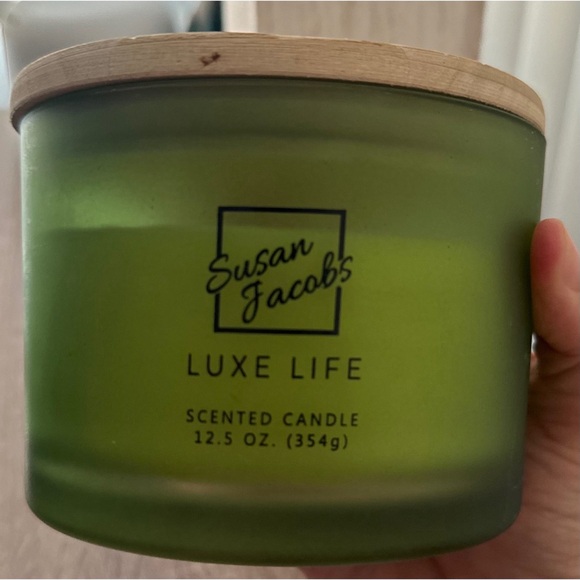 Susan
Jacobs
LUXE LIFE
SCENTED CANDLE
12.5 OZ. (354g)